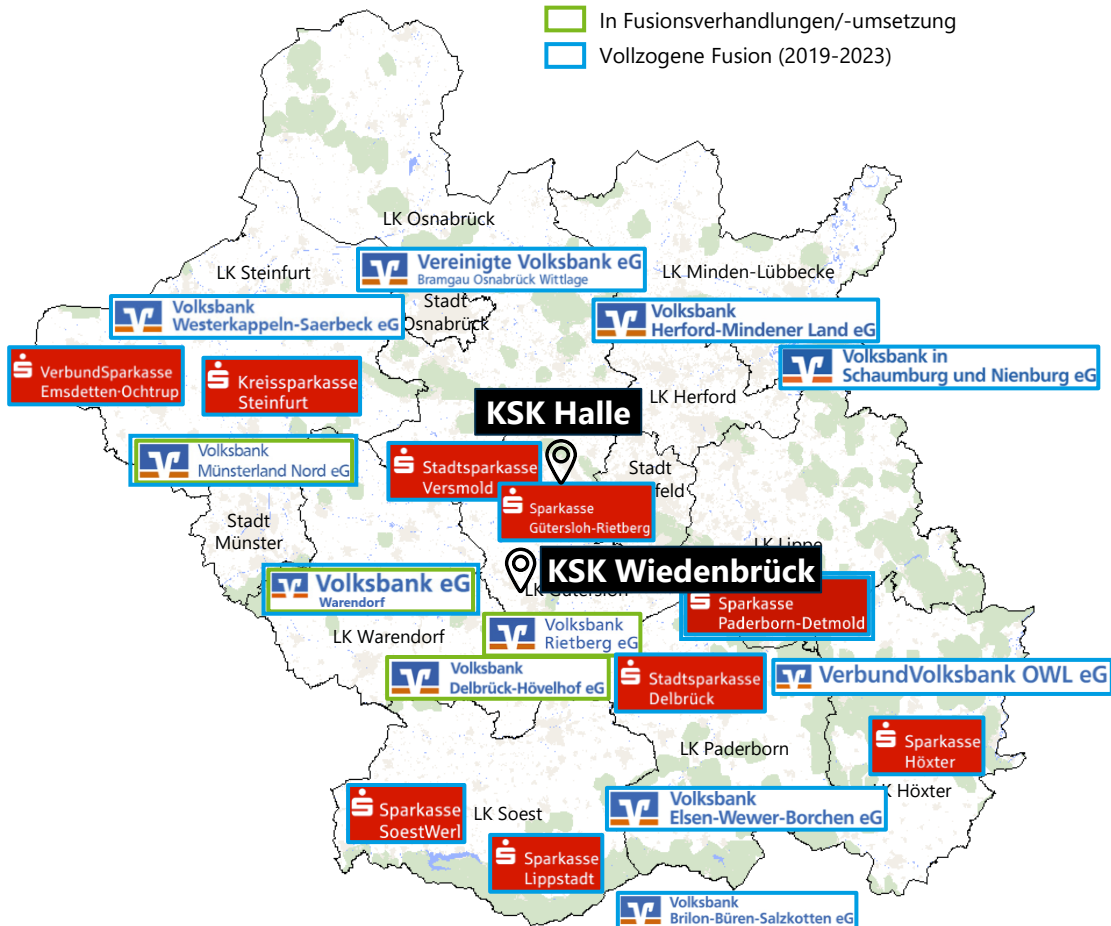 In Fusionsverhandlungen/-umsetzung
Vollzogene Fusion (2019-2023)
LK Osnabrück
LK Steinfurt
Vereinigte Volksbank eG
Bramgau Osnabrück Wittlage
LK Minden-Lübbecke
Volksbank
Westerkappeln-Saerbeck eG
Stadt
Osnabrück
Volksbank
Herford-Mindener Land eG
VerbundSparkasse
Emsdetten·Ochtrup
Kreissparkasse
Steinfurt
Volksbank in
Schaumburg und Nienburg eG
LK Herford
KSK Halle
Volksbank
Münsterland Nord eG
Stadtsparkasse
Versmold
Stadt
feld
Sparkasse
Gütersloh-Rietberg
Stadt
Münster
LK Lippe
KSK Wiedenbrück
LK Gütersloh
Volksbank eG
Warendorf
Sparkasse
Paderborn-Detmold
LK Warendorf
Volksbank
Rietberg eG
Volksbank
Delbrück-Hövelhof eG
Stadtsparkasse
Delbrück
VerbundVolksbank OWL eG
LK Paderborn
Sparkasse
Höxter
LK Höxter
Sparkasse
SoestWerl
LK Soest
Volksbank
Elsen-Wewer-Borchen eG
Sparkasse
Lippstadt
Volksbank
Brilon-Büren-Salzkotten eG